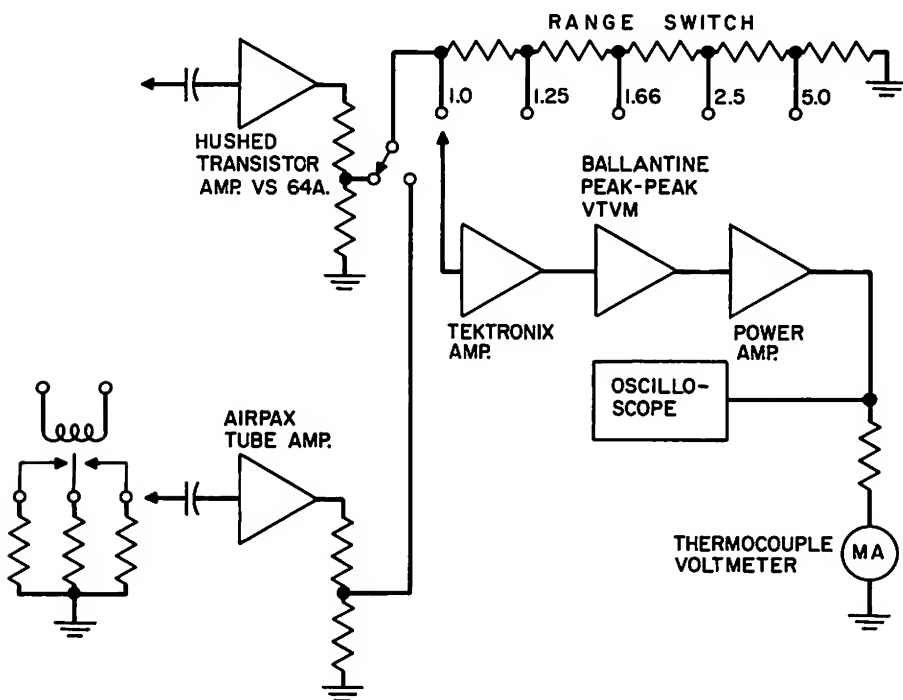 RANGE SWITCH
1.0
1.25
1.66
2.5
5.0
HUSHED
TRANSISTOR
AMP. VS 64A.
BALLANTINE
PEAK-PEAK
VTVM
TEKTRONIX
AMP.
POWER
AMP.
OSCILLO-
SCOPE
AIRPAX
TUBE AMP.
THERMOCOUPLE
VOLTMETER
MA